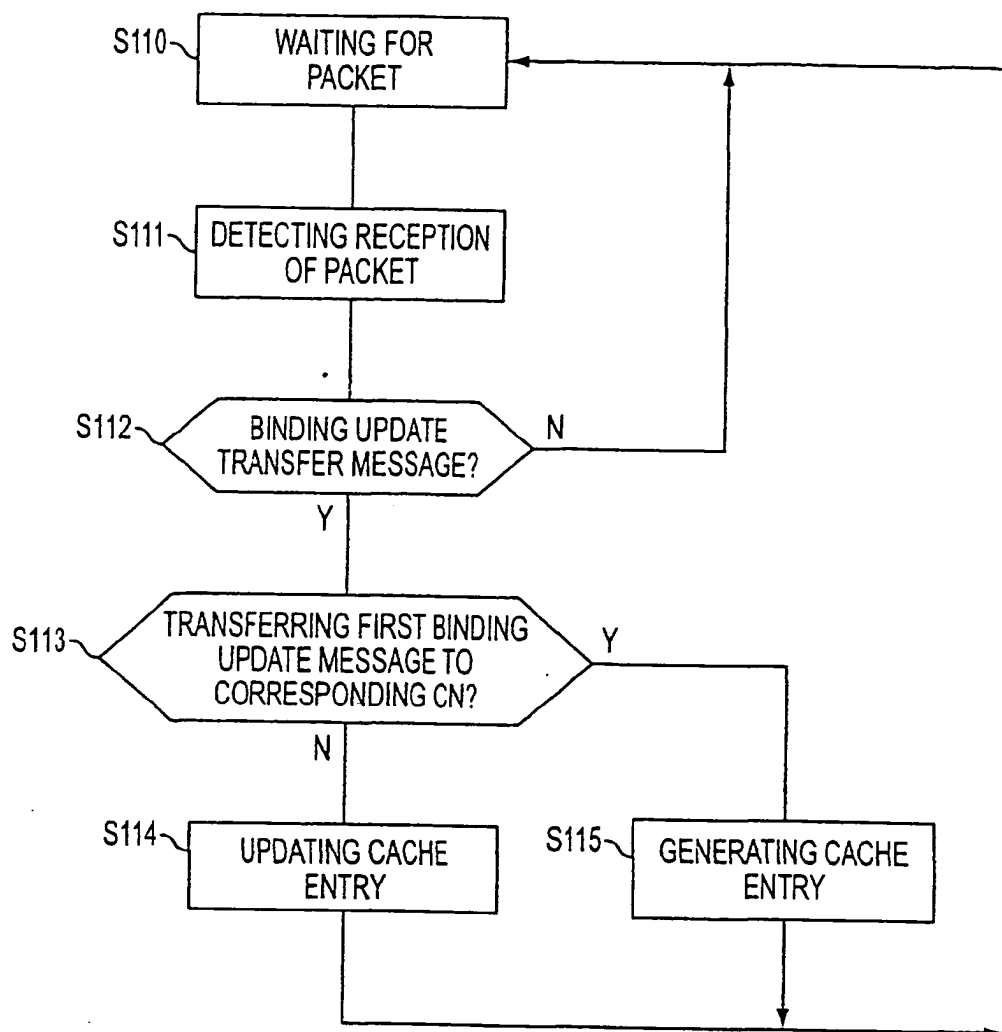 S110
WAITING FOR
PACKET
S111
DETECTING RECEPTION
OF PACKET
S112
BINDING UPDATE
TRANSFER MESSAGE?
N
Y
S113
TRANSFERRING FIRST BINDING
UPDATE MESSAGE TO
CORRESPONDING CN?
Y
N
S114
UPDATING CACHE
ENTRY
S115
GENERATING CACHE
ENTRY